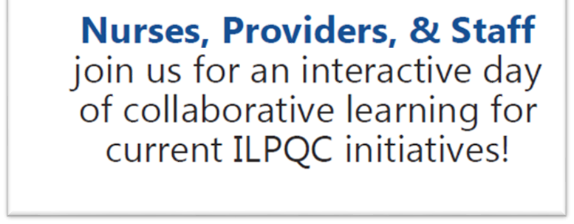 Nurses, Providers, & Staff
join us for an interactive day
of collaborative learning for
current ILPQC initiatives!